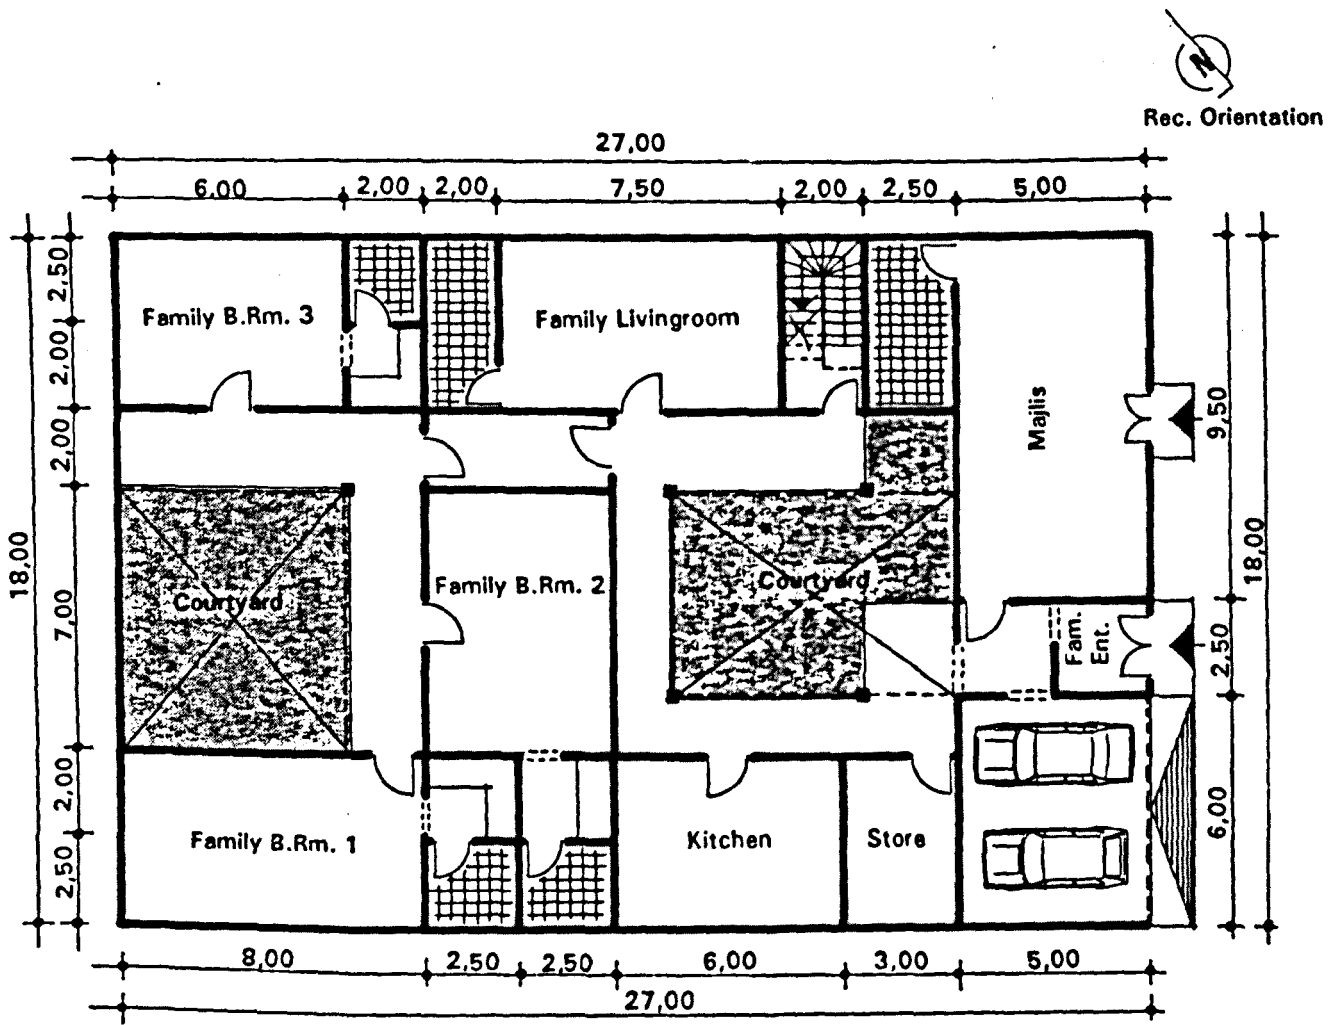 N
Rec. Orientation
27,00
6,00 2,00 2,00 7,50 2,00 2,50 5,00
2,50
2,00
2,00
7,00
2,00
2,50
18,00
Family B.Rm. 3
Family Livingroom
Majlis
9,50
2,50
6,00
18,00
Courtyard
Family B.Rm. 2
Courtyard
Fam.
Ent.
Family B.Rm. 1
Kitchen
Store
8,00 2,50 2,50 6,00 3,00 5,00
27,00